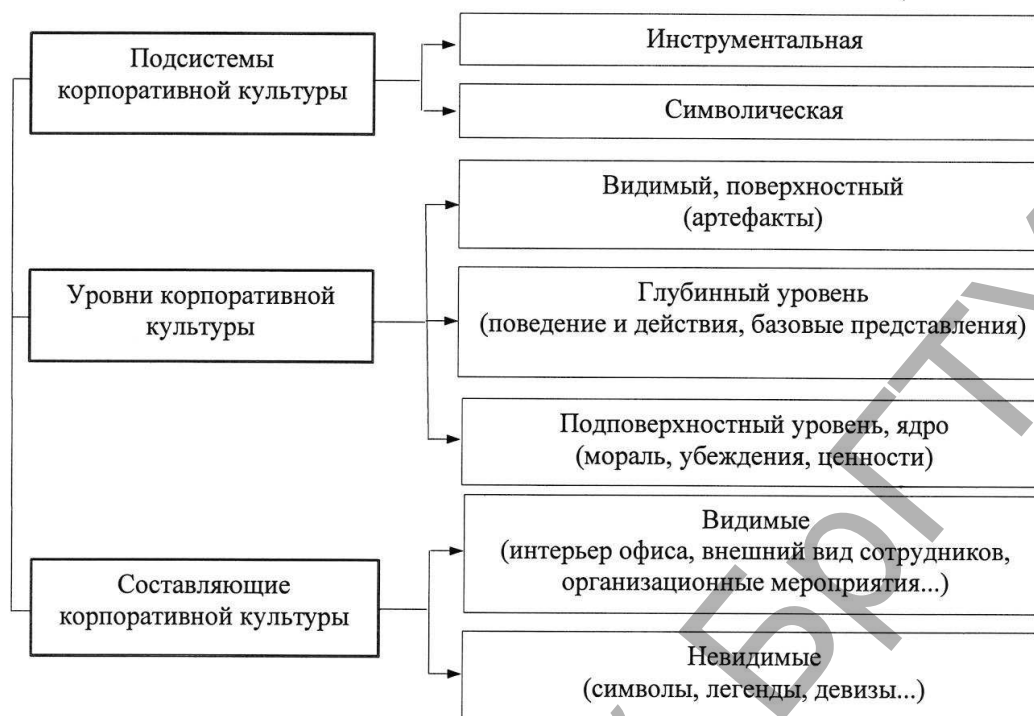 Подсистемы
корпоративной культуры
Инструментальная
Символическая
Уровни корпоративной
культуры
Видимый, поверхностный
(артефакты)
Глубинный уровень
(поведение и действия, базовые представления)
Подповерхностный уровень, ядро
(мораль, убеждения, ценности)
Составляющие
корпоративной культуры
Видимые
(интерьер офиса, внешний вид сотрудников,
организационные мероприятия...)
Невидимые
(символы, легенды, девизы...)
БрГТУ